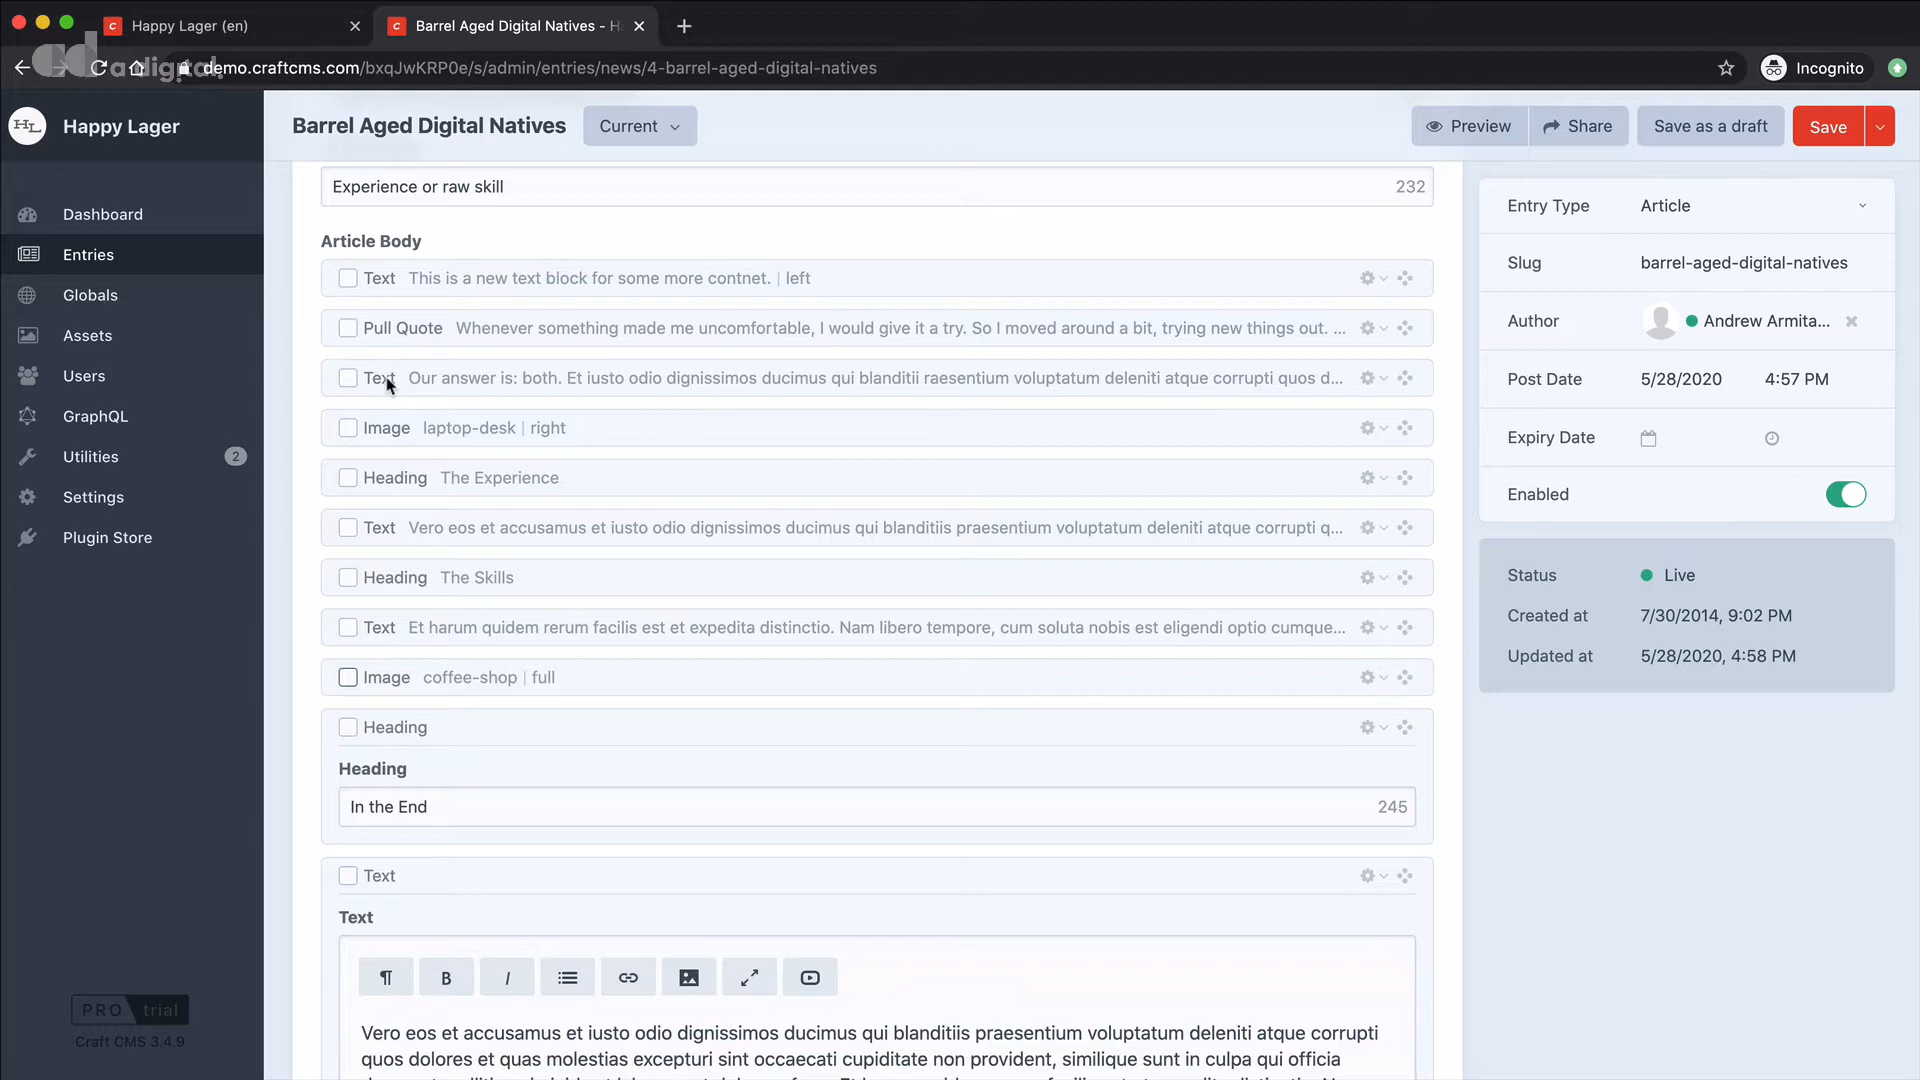 Happy Lager (en)
Barrel Aged Digital Natives - H
adigital.
demo.craftcms.com/bxqJwKRP0e/s/admin/entries/news/4-barrel-aged-digital-natives
Incognito
HL
Happy Lager
Barrel Aged Digital Natives
Current
Preview
Share
Save as a draft
Save
Dashboard
Entries
Globals
Assets
Users
GraphQL
Utilities 2
Settings
Plugin Store
PRO trial
Craft CMS 3.4.9
Experience or raw skill 232
Article Body
Text This is a new text block for some more contnet. | left
Pull Quote Whenever something made me uncomfortable, I would give it a try. So I moved around a bit, trying new things out. ...
Text Our answer is: both. Et iusto odio dignissimos ducimus qui blanditii raesentium voluptatum deleniti atque corrupti quos d...
Image laptop-desk | right
Heading The Experience
Text Vero eos et accusamus et iusto odio dignissimos ducimus qui blanditiis praesentium voluptatum deleniti atque corrupti q...
Heading The Skills
Text Et harum quidem rerum facilis est et expedita distinctio. Nam libero tempore, cum soluta nobis est eligendi optio cumque...
Image coffee-shop | full
Heading
Heading
In the End 245
Text
Text
Vero eos et accusamus et iusto odio dignissimos ducimus qui blanditiis praesentium voluptatum deleniti atque corrupti
quos dolores et quas molestias excepturi sint occaecati cupiditate non provident, similique sunt in culpa qui officia
Entry Type Article
Slug barrel-aged-digital-natives
Author Andrew Armita...
Post Date 5/28/2020 4:57 PM
Expiry Date
Enabled
Status Live
Created at 7/30/2014, 9:02 PM
Updated at 5/28/2020, 4:58 PM